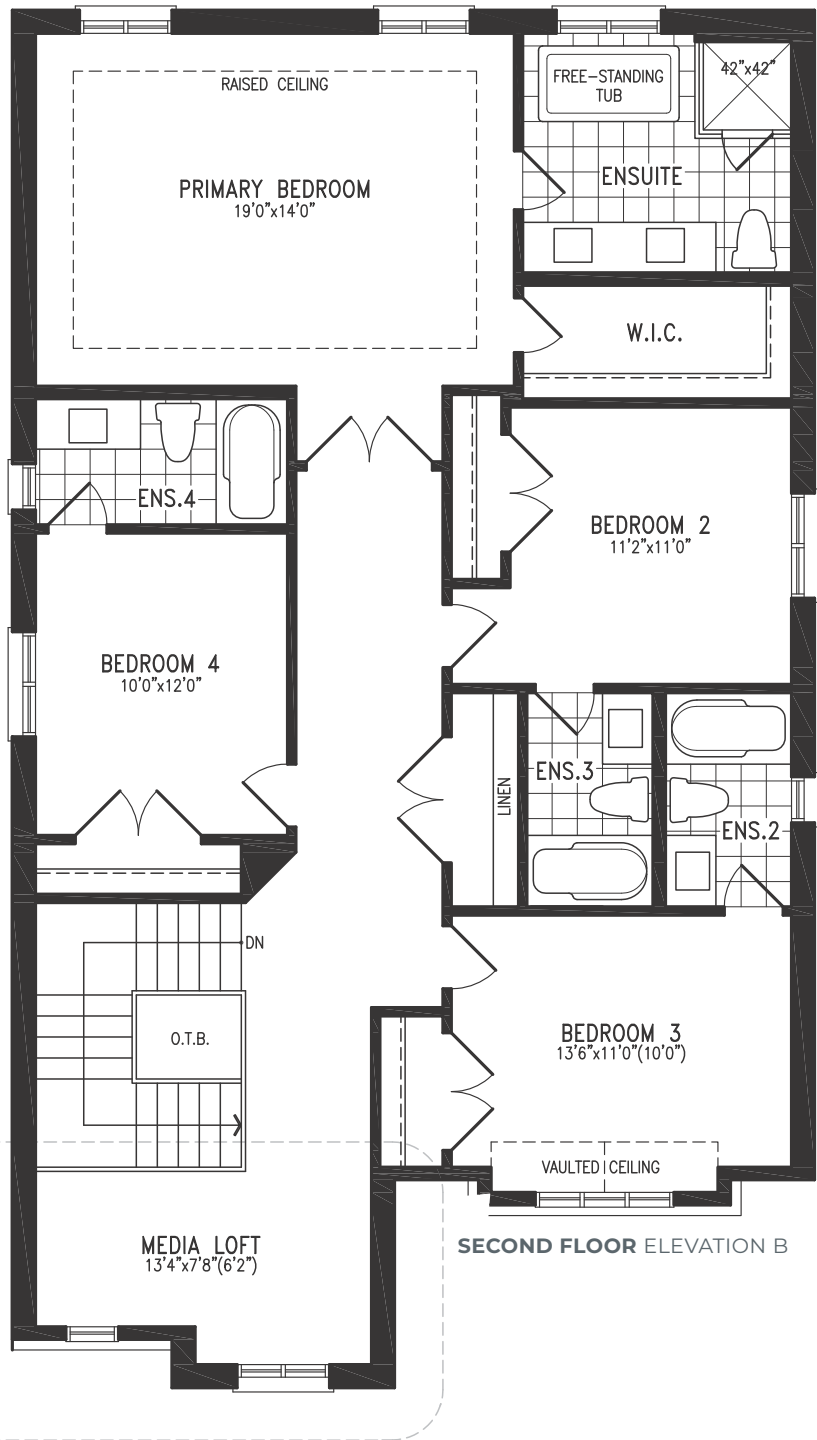 RAISED CEILING
PRIMARY BEDROOM
19'0"x14'0"
FREE-STANDING
TUB
42"x42"
ENSUITE
W.I.C.
ENS.4
BEDROOM 2
11'2"x11'0"
BEDROOM 4
10'0"x12'0"
LINEN
ENS.3
ENS.2
DN
O.T.B.
BEDROOM 3
13'6"x11'0"(10'0")
VAULTED CEILING
MEDIA LOFT
13'4"x7'8"(6'2")
SECOND FLOOR ELEVATION B